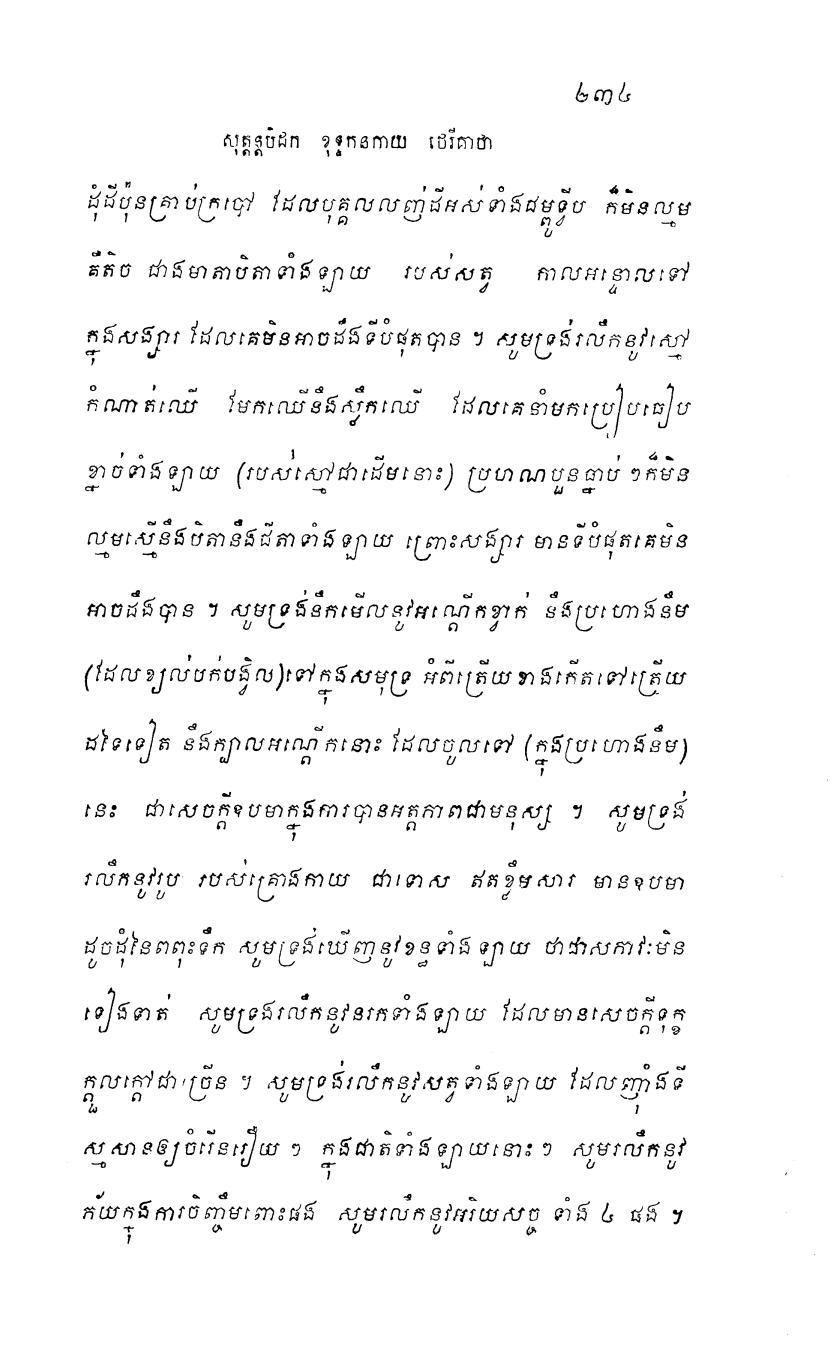 ២៣៤
សុត្តន្តបិដក ខុទ្ទកនិកាយ ថេរីគាថា
ដុំដីប៉ុនគ្រាប់ក្របៅ ដែលបុគ្គលលញ់ដីអស់ទាំងជម្ពូទ្វីប ក៏មិនល្មម
គឺតិច ជាងមាតាបិតាទាំងឡាយ របស់សត្វ កាលអន្ទោលទៅ
ក្នុងសង្សារ ដែលគេមិនអាចដឹងទីបំផុតបាន ។ សូមទ្រង់រលឹកនូវស្មៅ
កំណាត់ឈើ មែកឈើនឹងស្លឹកឈើ ដែលគេនាំមកប្រៀបធៀប
ខ្នាច់ទាំងឡាយ (របស់ស្មៅជាដើមនោះ) ប្រហណបួនធ្នាប់ ៗក៏មិន
ល្មមស្មើនឹងបិតានឹងជីតាទាំងឡាយ ព្រោះសង្សារ មានទីបំផុតគេមិន
អាចដឹងបាន ។ សូមទ្រង់នឹកមើលនូវអណ្តើកខ្វាក់ នឹងប្រហោងនឹម
(ដែលខ្យល់បក់បង្វិល)ទៅក្នុងសមុទ្រ អំពីត្រើយខាងកើតទៅត្រើយ
ដទៃទៀត នឹងក្បាលអណ្តើកនោះ ដែលចូលទៅ (ក្នុងប្រហោងនឹម)
នេះ ជាសេចក្តីឧបមាក្នុងការបានអត្តភាពជាមនុស្ស ។ សូមទ្រង់
រលឹកនូវរូប របស់គ្រោងកាយ ជាទោស ឥតខ្លឹមសារ មានឧបមា
ដូចដុំនៃពពុះទឹក សូមទ្រង់ឃើញនូវខន្ធទាំងឡាយ ថាជាសភាវៈមិន
ទៀងទាត់ សូមទ្រង់រលឹកនូវនរកទាំងឡាយ ដែលមានសេចក្តីទុក្ខ
ក្តួលក្តៅជាច្រើន ។ សូមទ្រង់រលឹកនូវសត្វទាំងឡាយ ដែលញ៉ាំងទី
ស្មសានឲ្យចំរើនរឿយ ៗ ក្នុងជាតិទាំងឡាយនោះ ៗ សូមរលឹកនូវ
ភ័យក្នុងការចិញ្ចឹមពោះផង សូមរលឹកនូវអរិយសច្ច ទាំង ៤ ផង ។